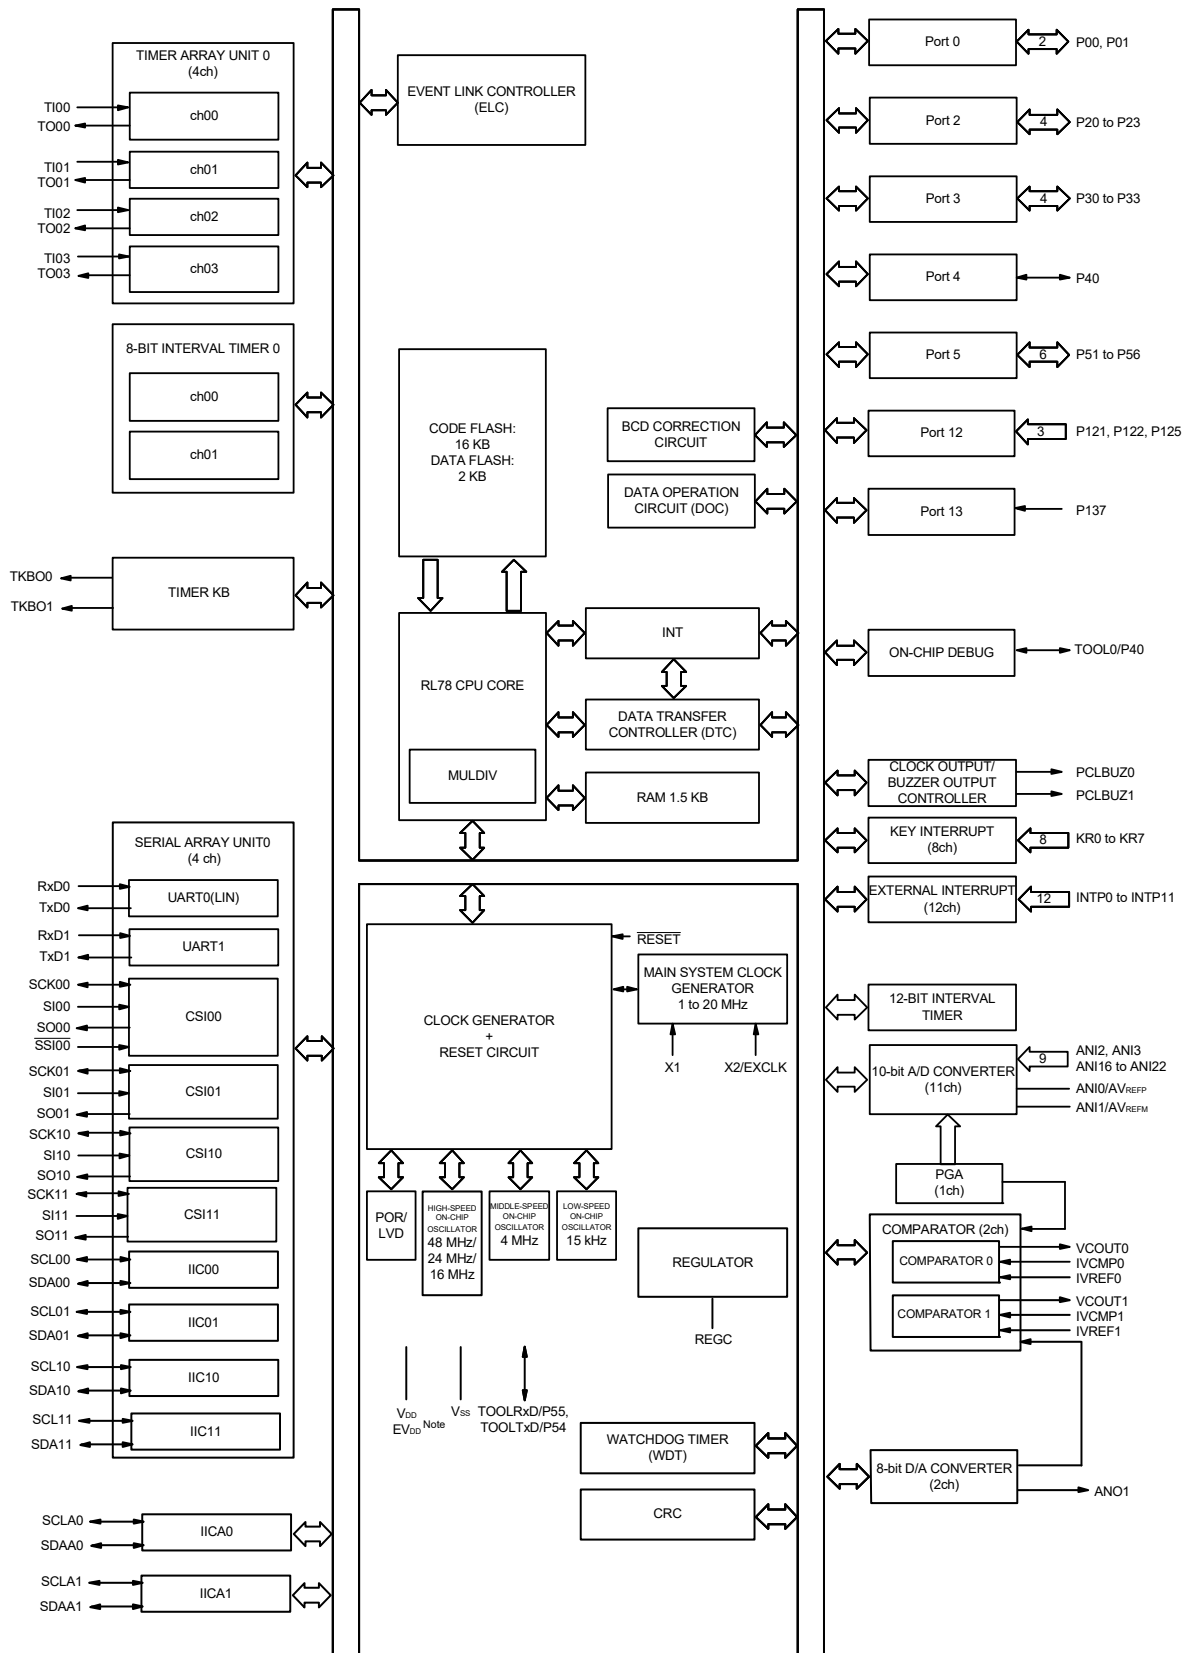 TIMER ARRAY UNIT 0
(4ch)
TI00
TO00
ch00
TI01
TO01
ch01
TI02
TO02
ch02
TI03
TO03
ch03
8-BIT INTERVAL TIMER 0
ch00
ch01
TKBO0
TKBO1
TIMER KB
SERIAL ARRAY UNIT0
(4 ch)
RxD0
TxD0
UART0(LIN)
RxD1
TxD1
UART1
SCK00
SI00
SO00
SSI00
CSI00
SCK01
SI01
SO01
CSI01
SCK10
SI10
SO10
CSI10
SCK11
SI11
SO11
CSI11
SCL00
SDA00
IIC00
SCL01
SDA01
IIC01
SCL10
SDA10
IIC10
SCL11
SDA11
IIC11
SCLA0
SDAA0
IICA0
SCLA1
SDAA1
IICA1
EVENT LINK CONTROLLER
(ELC)
CODE FLASH:
16 KB
DATA FLASH:
2 KB
BCD CORRECTION
CIRCUIT
DATA OPERATION
CIRCUIT (DOC)
RL78 CPU CORE
MULDIV
INT
DATA TRANSFER
CONTROLLER (DTC)
RAM 1.5 KB
CLOCK GENERATOR
+
RESET CIRCUIT
RESET
MAIN SYSTEM CLOCK
GENERATOR
1 to 20 MHz
X1
X2/EXCLK
POR/
LVD
HIGH-SPEED
ON-CHIP
OSCILLATOR
48 MHz/
24 MHz/
16 MHz
MIDDLE-SPEED
ON-CHIP
OSCILLATOR
4 MHz
LOW-SPEED
ON-CHIP
OSCILLATOR
15 kHz
REGULATOR
REGC
VDD
EVDD Note
VSS
TOOLRxD/P55,
TOOLTxD/P54
WATCHDOG TIMER
(WDT)
CRC
Port 0
2
P00, P01
Port 2
4
P20 to P23
Port 3
4
P30 to P33
Port 4
P40
Port 5
6
P51 to P56
Port 12
3
P121, P122, P125
Port 13
P137
ON-CHIP DEBUG
TOOL0/P40
CLOCK OUTPUT/
BUZZER OUTPUT
CONTROLLER
PCLBUZ0
PCLBUZ1
KEY INTERRUPT
(8ch)
8
KR0 to KR7
EXTERNAL INTERRUPT
(12ch)
12
INTP0 to INTP11
12-BIT INTERVAL
TIMER
10-bit A/D CONVERTER
(11ch)
9
ANI2, ANI3
ANI16 to ANI22
ANI0/AVREFP
ANI1/AVREFM
PGA
(1ch)
COMPARATOR (2ch)
COMPARATOR 0
VCOUT0
IVCMP0
IVREF0
COMPARATOR 1
VCOUT1
IVCMP1
IVREF1
8-bit D/A CONVERTER
(2ch)
ANO1